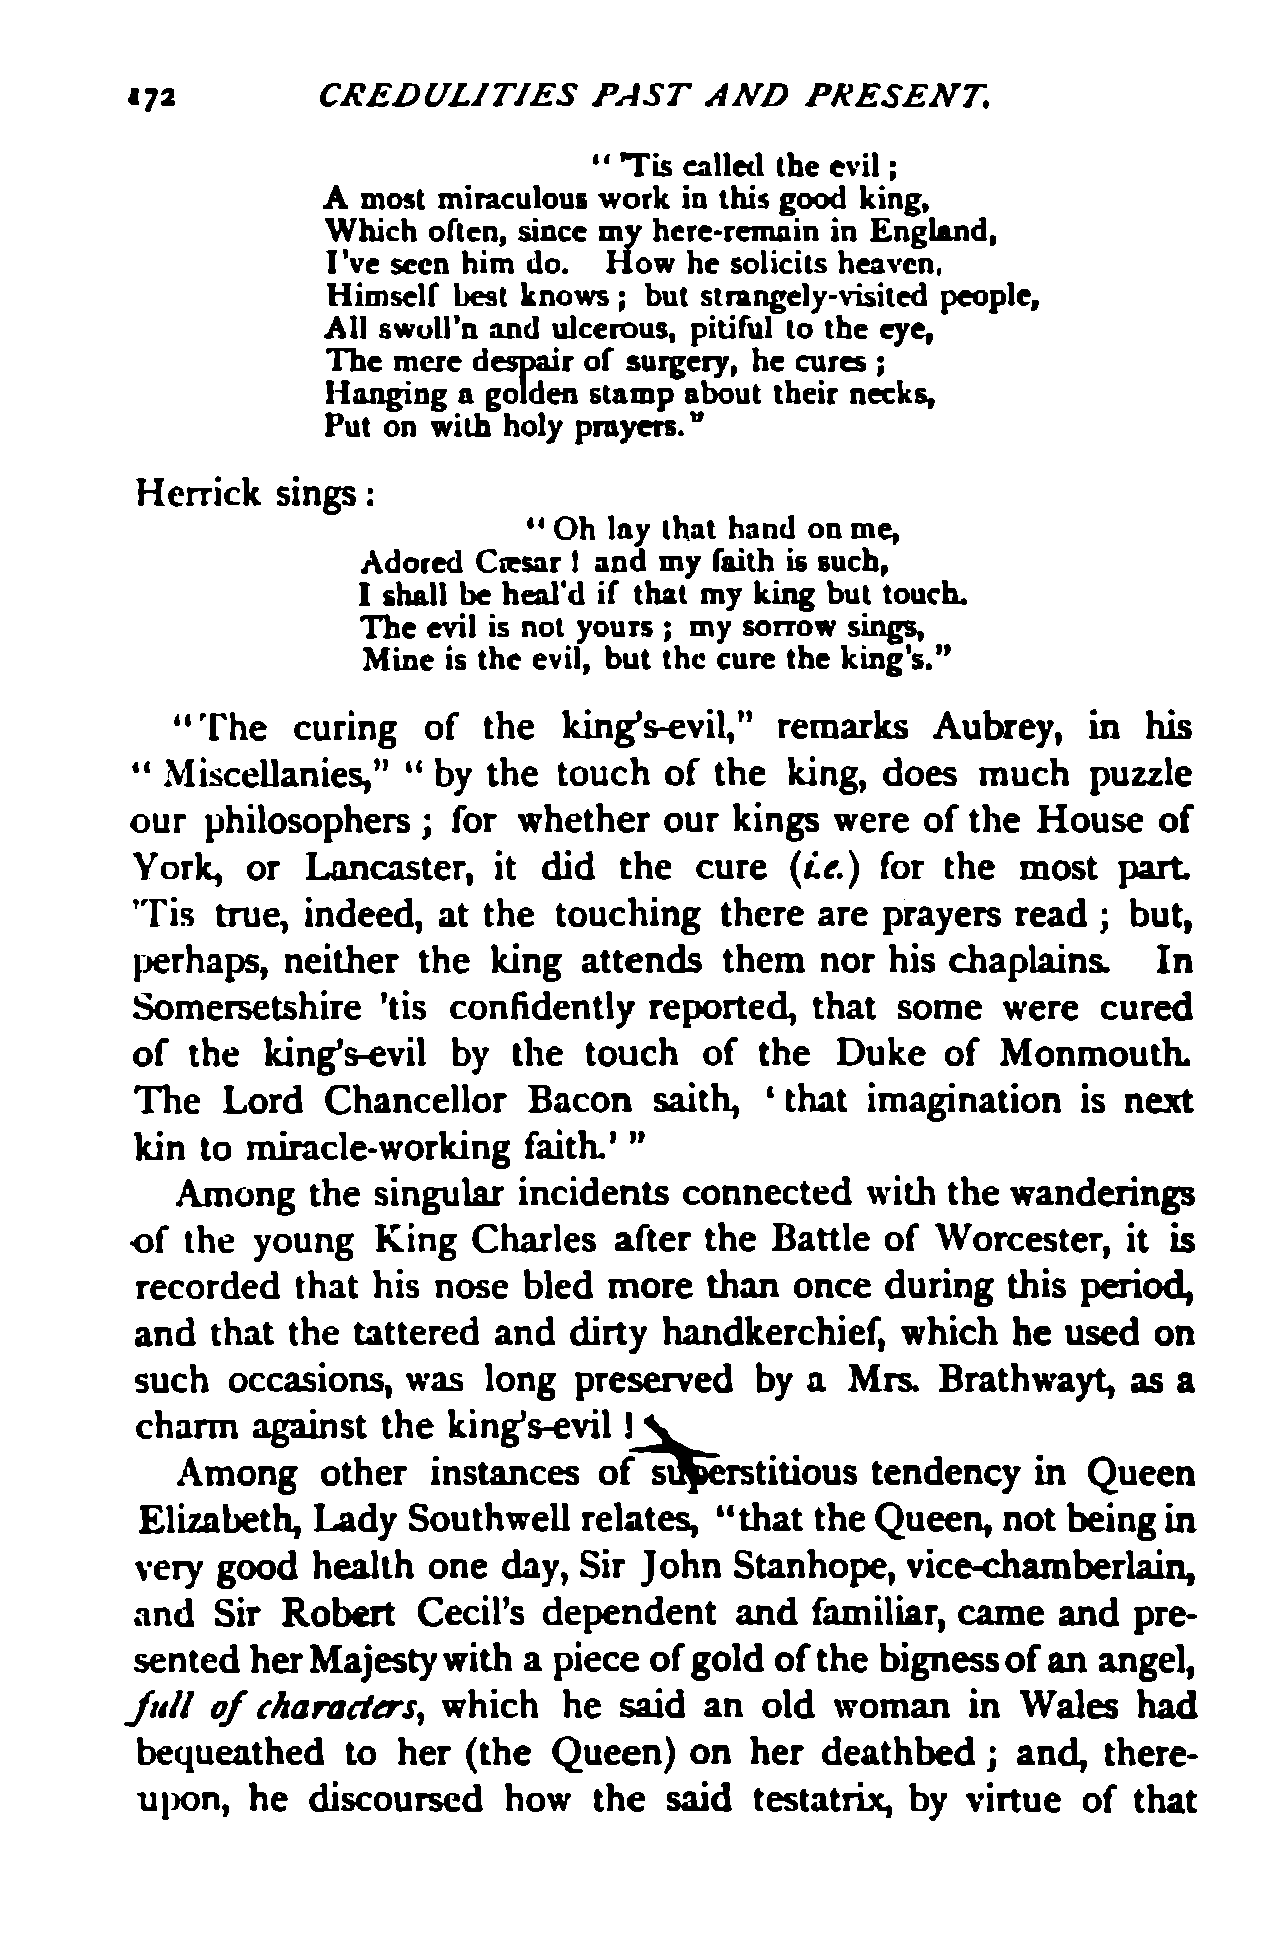 172 CREDULITIES PAST AND PRESENT.
" 'Tis called the evil ;
A most miraculous work in this good king,
Which often, since my here-remain in England,
I've seen him do. How he solicits heaven,
Himself best knows ; but strangely-visited people,
All swoll'n and ulcerous, pitiful to the eye,
The mere despair of surgery, he cures ;
Hanging a golden stamp about their necks,
Put on with holy prayers."
Herrick sings :
" Oh lay that hand on me,
Adored Cæsar ! and my faith is such,
I shall be heal'd if that my king but touch.
The evil is not yours ; my sorrow sings,
Mine is the evil, but the cure the king's."
"The curing of the king's-evil," remarks Aubrey, in his
" Miscellanies," " by the touch of the king, does much puzzle
our philosophers ; for whether our kings were of the House of
York, or Lancaster, it did the cure (i.e.) for the most part.
'Tis true, indeed, at the touching there are prayers read ; but,
perhaps, neither the king attends them nor his chaplains. In
Somersetshire 'tis confidently reported, that some were cured
of the king's-evil by the touch of the Duke of Monmouth.
The Lord Chancellor Bacon saith, ' that imagination is next
kin to miracle-working faith.' "
Among the singular incidents connected with the wanderings
of the young King Charles after the Battle of Worcester, it is
recorded that his nose bled more than once during this period,
and that the tattered and dirty handkerchief, which he used on
such occasions, was long preserved by a Mrs. Brathwayt, as a
charm against the king's-evil !
Among other instances of superstitious tendency in Queen
Elizabeth, Lady Southwell relates, "that the Queen, not being in
very good health one day, Sir John Stanhope, vice-chamberlain,
and Sir Robert Cecil's dependent and familiar, came and pre-
sented her Majesty with a piece of gold of the bigness of an angel,
full of characters, which he said an old woman in Wales had
bequeathed to her (the Queen) on her deathbed ; and, there-
upon, he discoursed how the said testatrix, by virtue of that